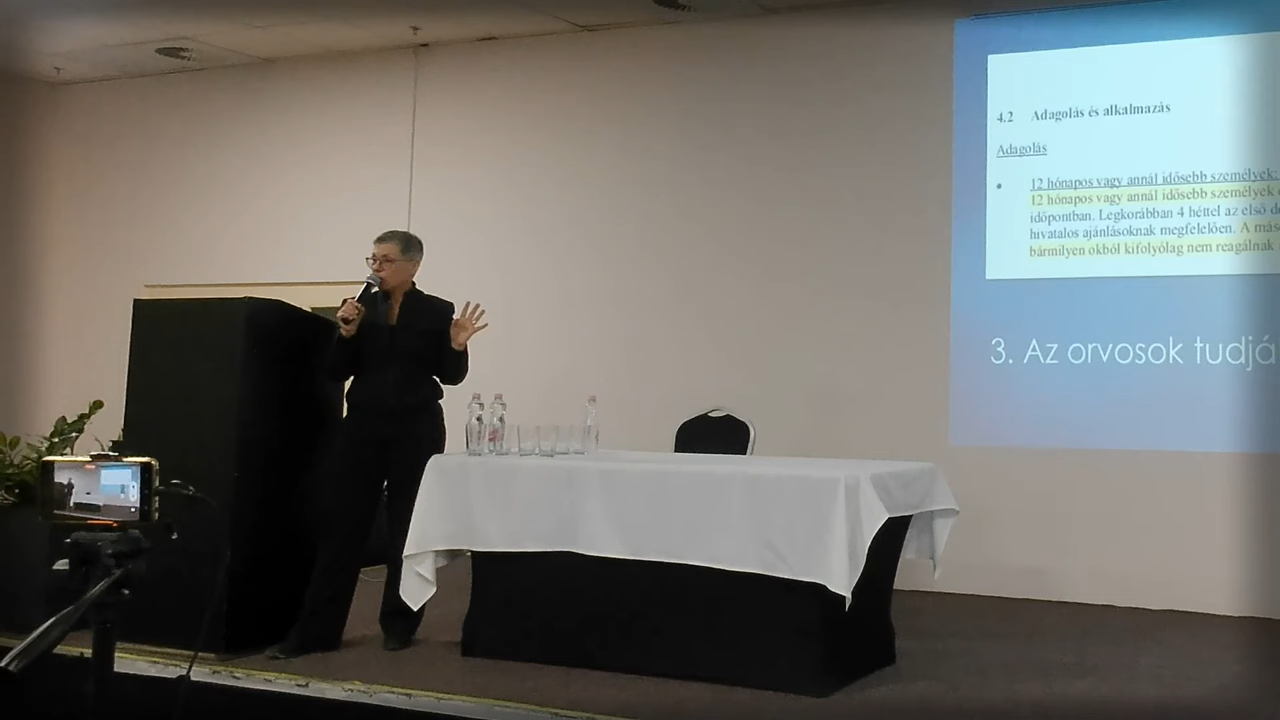 4.2 Adagolás és alkalmazás
Adagolás
• 12 hónapos vagy annál idősebb személyek:
12 hónapos vagy annál idősebb személyek
időpontban. Legkorábban 4 héttel az első
hivatalos ajánlásoknak megfelelően. A más
bármilyen okból kifolyólag nem reagálnak
3. Az orvosok tudjá